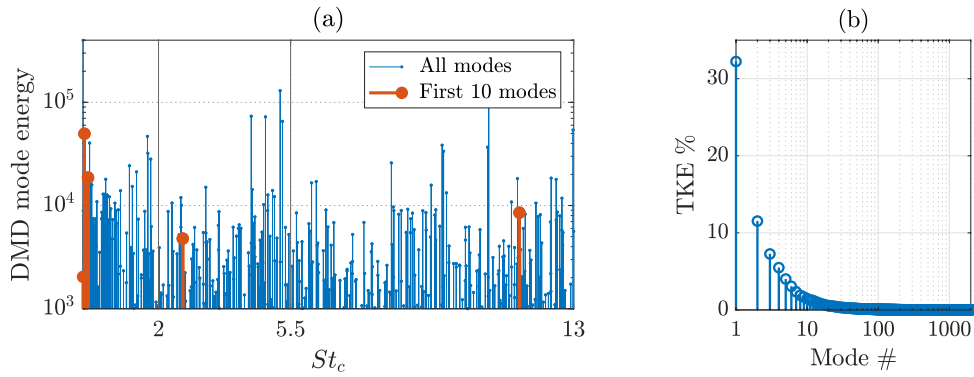 (a)
DMD mode energy
10^5
10^4
10^3
All modes
First 10 modes
2
5.5
13
St_c
(b)
TKE %
30
20
10
0
1
10
100
1000
Mode #